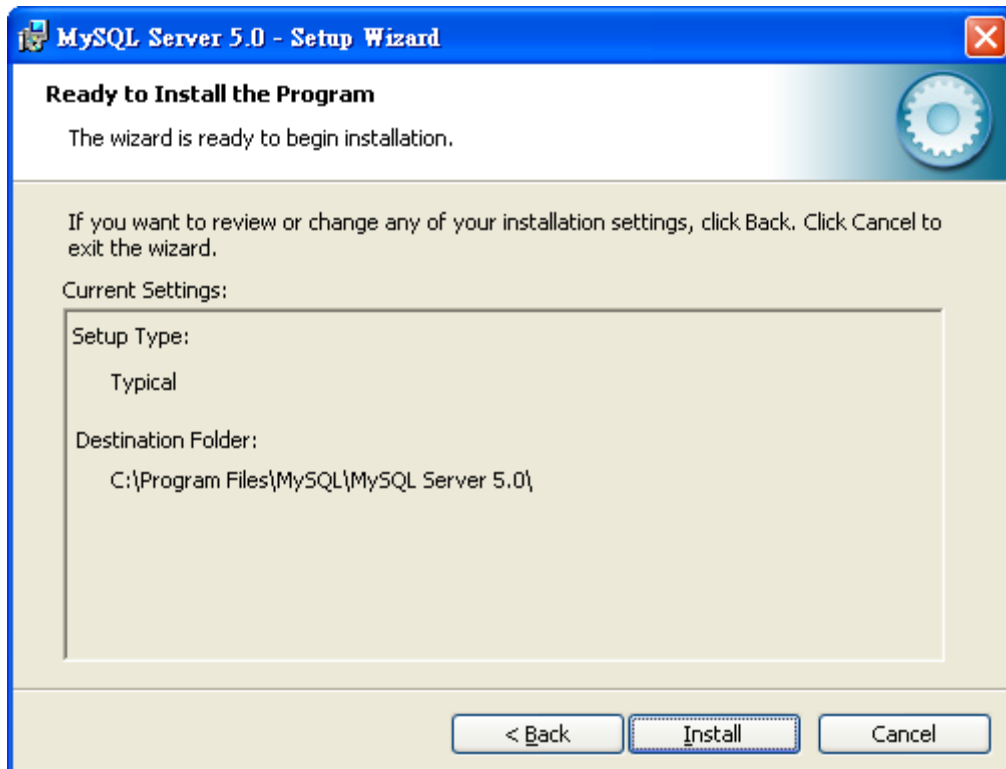 MySQL Server 5.0 - Setup Wizard
Ready to Install the Program
The wizard is ready to begin installation.
If you want to review or change any of your installation settings, click Back. Click Cancel to
exit the wizard.
Current Settings:
Setup Type:
Typical
Destination Folder:
C:\Program Files\MySQL\MySQL Server 5.0\
< Back
Install
Cancel